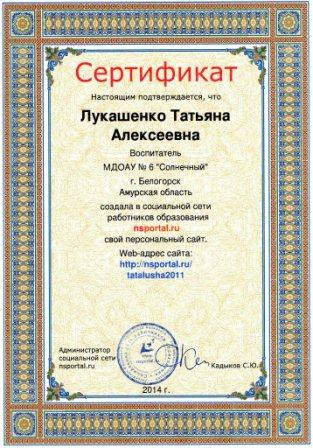 Сертификат
Настоящим подтверждается, что
Лукашенко Татьяна
Алексеевна
Воспитатель
МДОАУ № 6 "Солнечный"
г. Белогорск
Амурская область
создала в социальной сети
работников образования
nsportal.ru
свой персональный сайт.
Web-адрес сайта:
http://nsportal.ru/
tatalusha2011
Администратор
социальной сети
nsportal.ru
Кадыков С.Ю.
2014 г.